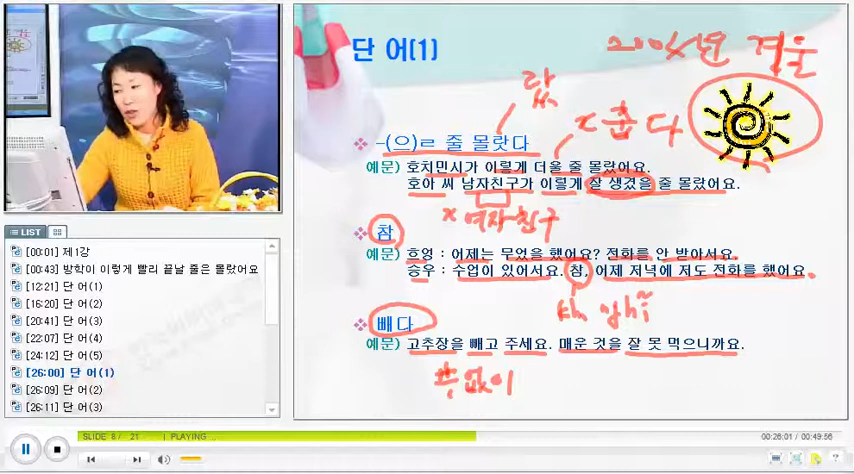 단 어(1)
2004년 겨울
랐
-(으)ㄹ 줄 몰랏다
x 춥 다
예문) 호치민시가 이렇게 더울 줄 몰랐어요.
호아 씨 남자친구가 이렇게 잘 생겼을 줄 몰랐어요.
x 여자 친구
참
예문) 흐엉 : 어제는 무엇을 했어요? 전화를 안 받아서요.
승우 : 수업이 있어서요. 참, 어제 저녁에 저도 전화를 했어요.
빼다
예문) 고추장을 빼고 주세요. 매운 것을 잘 못 먹으니까요.
없이
LIST
[00:01] 제1강
[00:43] 방학이 이렇게 빨리 끝날 줄은 몰랐어요
[12:21] 단 어(1)
[16:20] 단 어(2)
[20:41] 단 어(3)
[22:07] 단 어(4)
[24:12] 단 어(5)
[26:00] 단 어(1)
[26:09] 단 어(2)
[26:11] 단 어(3)
SLIDE 8 / 21 PLAYING ...
00:26:01 / 00:49:56